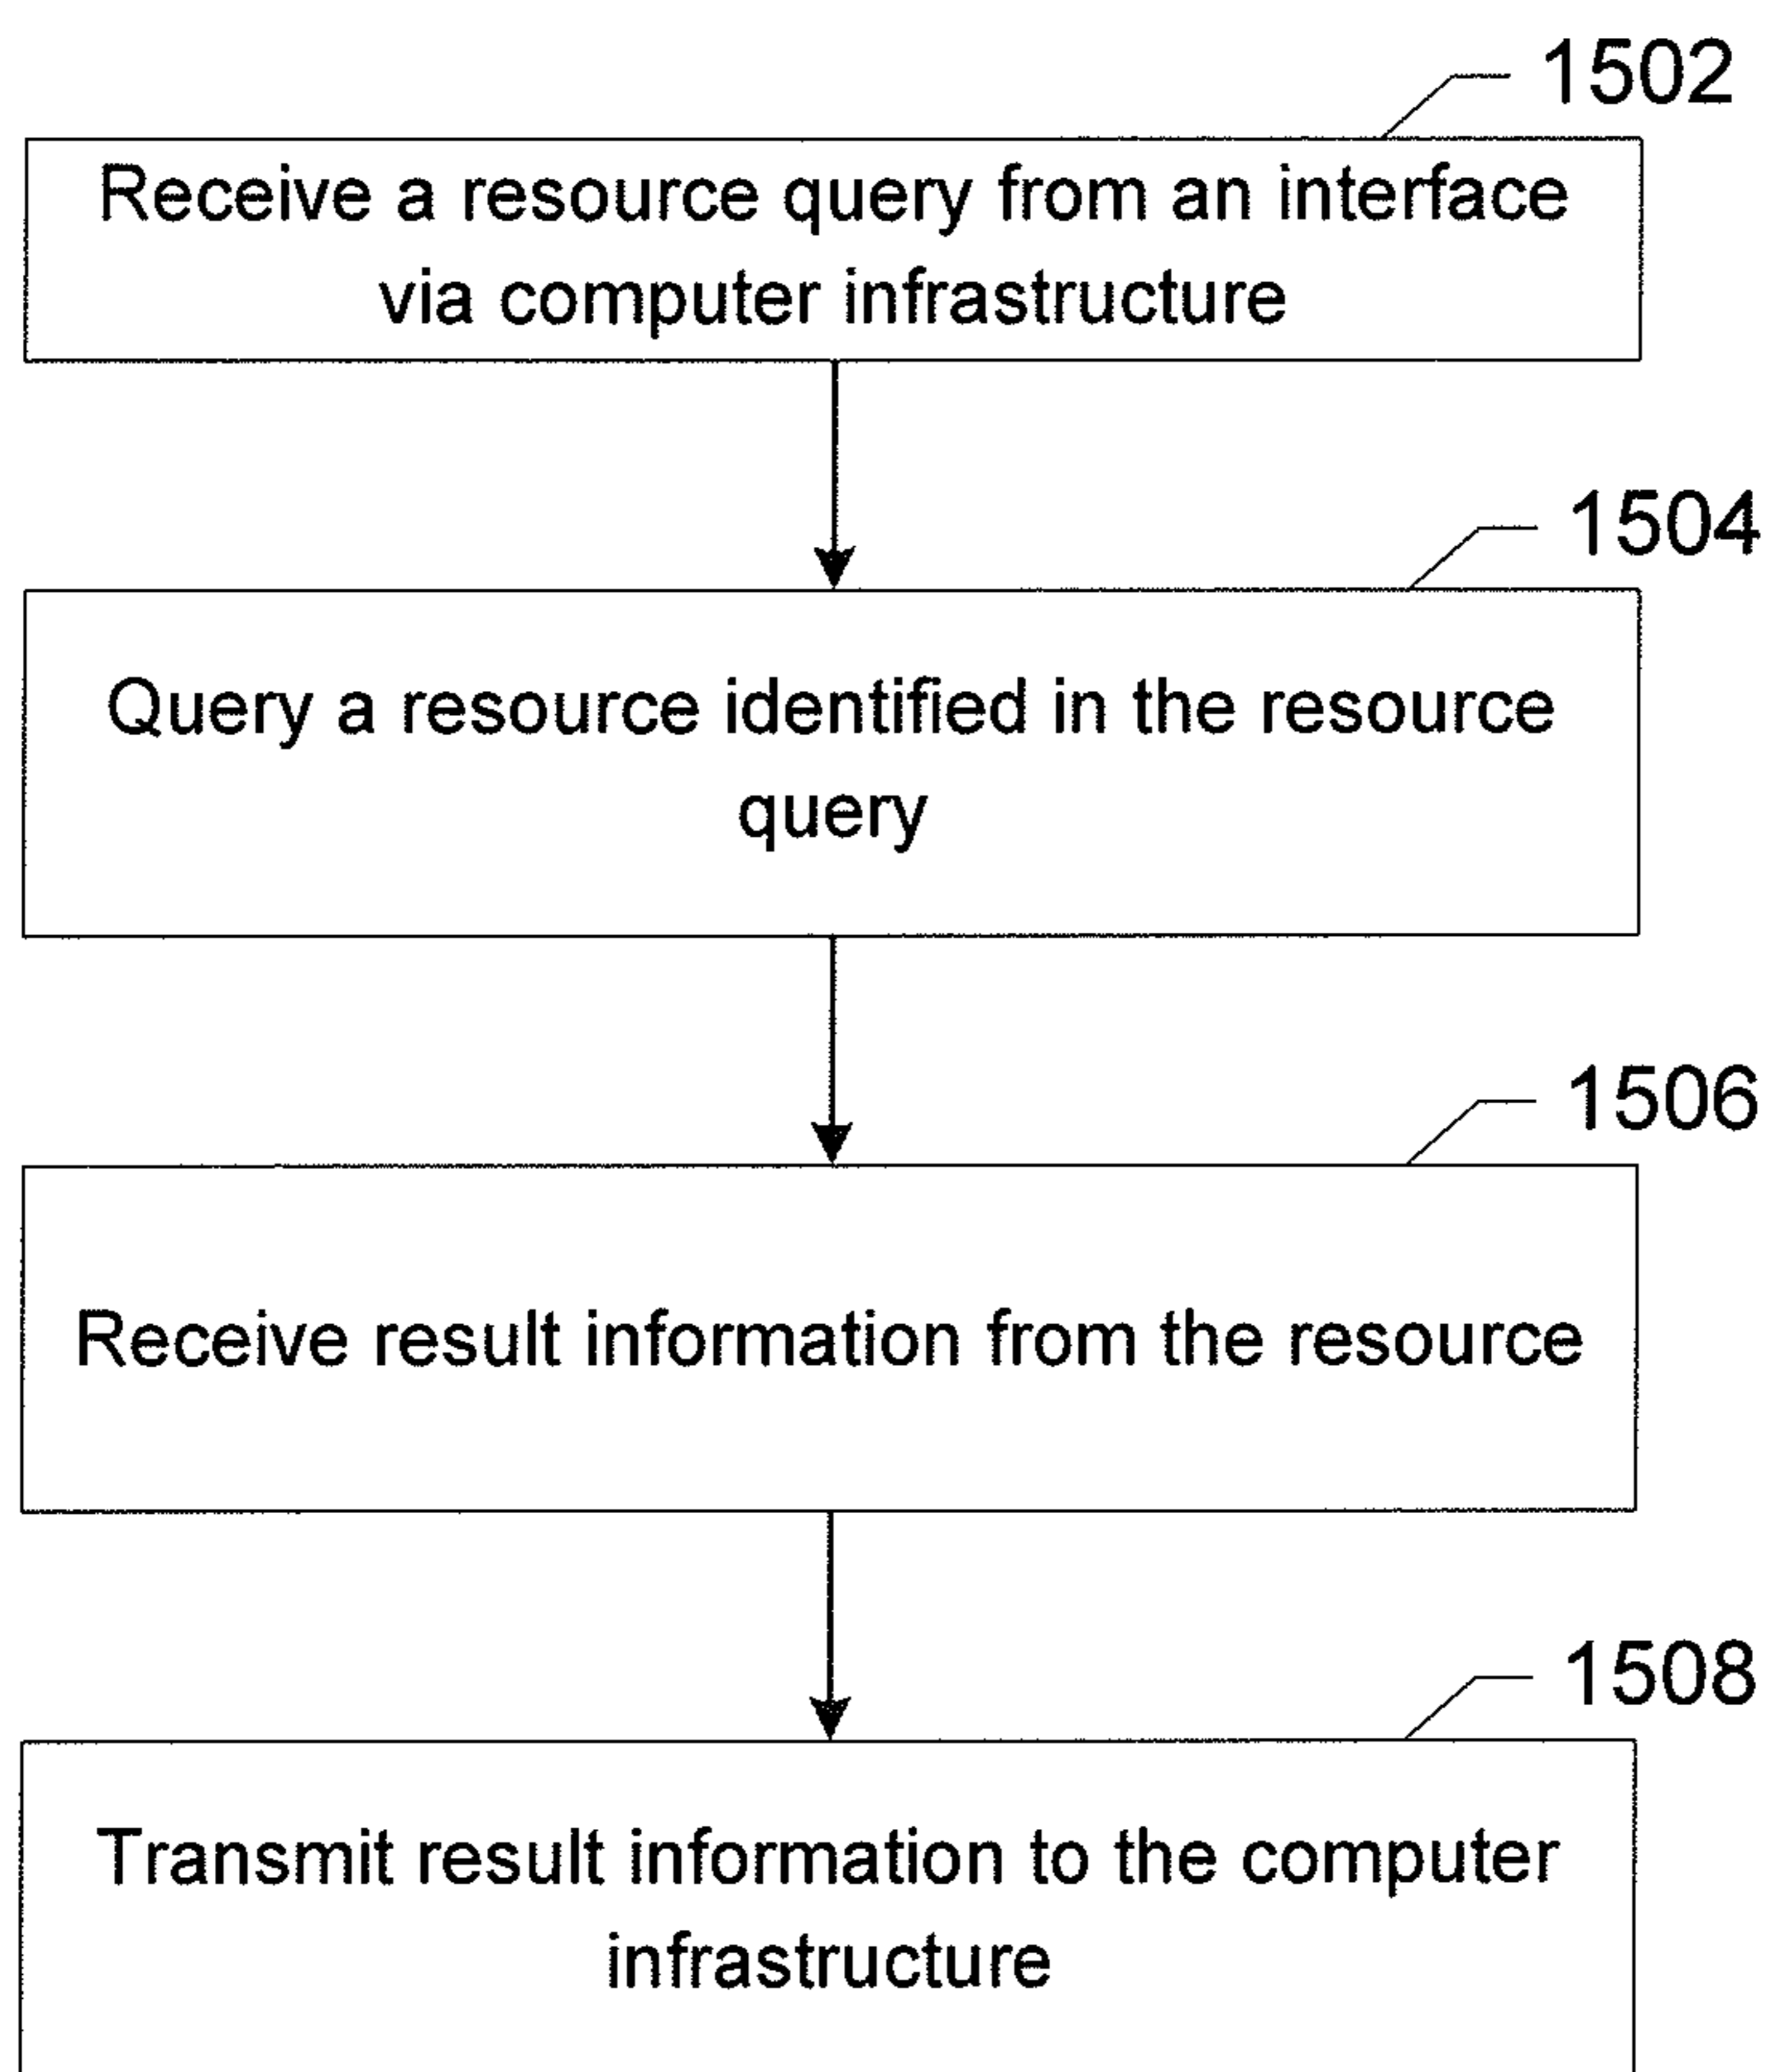 1502
Receive a resource query from an interface
via computer infrastructure
1504
Query a resource identified in the resource
query
1506
Receive result information from the resource
1508
Transmit result information to the computer
infrastructure